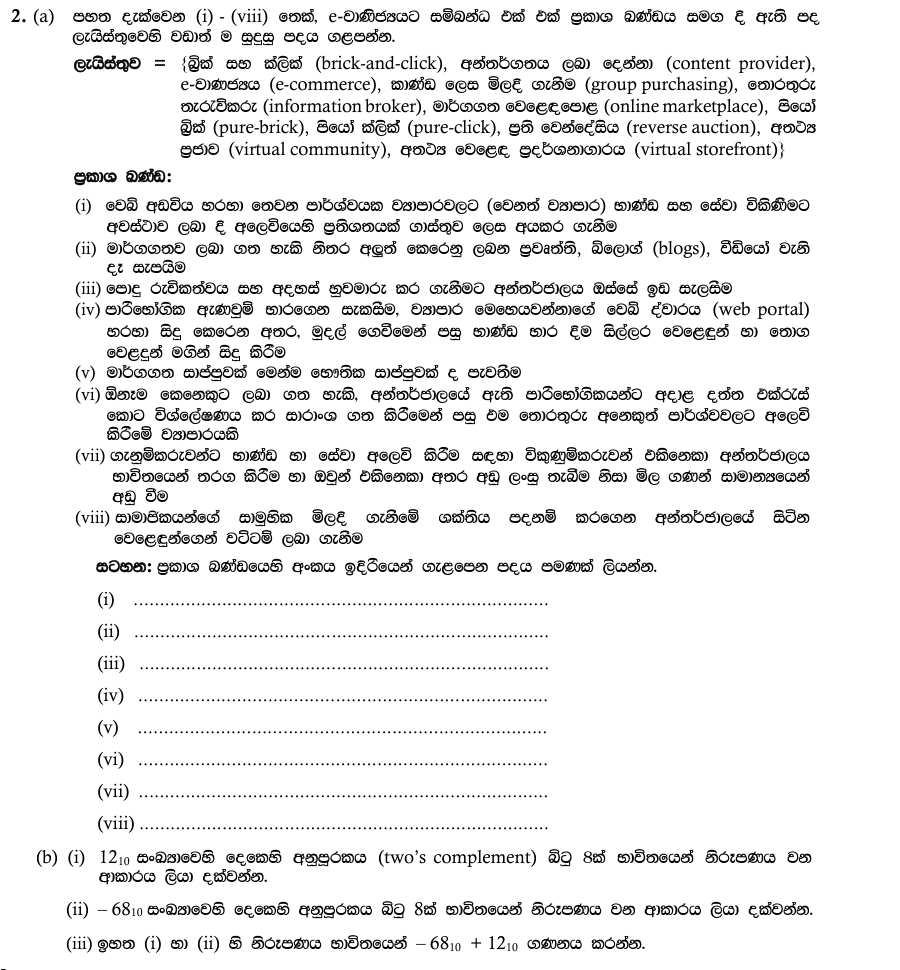 2. (a) පහත දැක්වෙන (i) - (viii) තෙක්, e-වාණිජ්‍යයට සම්බන්ධ එක් එක් ප්‍රකාශ ඛණ්ඩය සමග දී ඇති පද
ලැයිස්තුවෙහි වඩාත් ම සුදුසු පදය ගළපන්න.
ලැයිස්තුව = {බ්‍රික් සහ ක්ලික් (brick-and-click), අන්තර්ගතය ලබා දෙන්නා (content provider),
e-වාණජ්‍යය (e-commerce), කාණ්ඩ ලෙස මිලදී ගැනීම (group purchasing), තොරතුරු
තැරැව්කරු (information broker), මාර්ගගත වෙළෙඳපොළ (online marketplace), පියෝ
බ්‍රික් (pure-brick), පියෝ ක්ලික් (pure-click), ප්‍රති වෙන්දේසිය (reverse auction), අතථ්‍ය
ප්‍රජාව (virtual community), අතථ්‍ය වෙළෙඳ ප්‍රදර්ශනාගාරය (virtual storefront)}
ප්‍රකාශ ඛණ්ඩ:
(i) වෙබ් අඩවිය හරහා තෙවන පාර්ශ්වයක ව්‍යාපාරවලට (වෙනත් ව්‍යාපාර) භාණ්ඩ සහ සේවා විකිණීමට
අවස්ථාව ලබා දී අලෙවියෙහි ප්‍රතිශතයක් ගාස්තුව ලෙස අයකර ගැනීම
(ii) මාර්ගගතව ලබා ගත හැකි නිතර අලුත් කෙරෙනු ලබන ප්‍රවෘත්ති, බ්ලොග් (blogs), වීඩියෝ වැනි
දෑ සැපයීම
(iii) පොදු රුචිකත්වය සහ අදහස් හුවමාරු කර ගැනීමට අන්තර්ජාලය ඔස්සේ ඉඩ සැලසීම
(iv) පාරිභෝගික ඇණවුම් භාරගෙන සැකසීම, ව්‍යාපාර මෙහෙයවන්නාගේ වෙබ් ද්වාරය (web portal)
හරහා සිදු කෙරෙන අතර, මුදල් ගෙවීමෙන් පසු භාණ්ඩ භාර දීම සිල්ලර වෙළෙඳුන් හා තොග
වෙළදුන් මගින් සිදු කිරීම
(v) මාර්ගගත සාප්පුවක් මෙන්ම භෞතික සාප්පුවක් ද පැවතීම
(vi) ඕනෑම කෙනෙකුට ලබා ගත හැකි, අන්තර්ජාලයේ ඇති පාරිභෝගිකයන්ට අදාළ දත්ත එක්රැස්
කොට විශ්ලේෂණය කර සාරාංශ ගත කිරීමෙන් පසු එම තොරතුරු අනෙකුත් පාර්ශ්වවලට අලෙවි
කිරීමේ ව්‍යාපාරයකි
(vii) ගැනුම්කරුවන්ට භාණ්ඩ හා සේවා අලෙවි කිරීම සඳහා විකුණුම්කරුවන් එකිනෙකා අන්තර්ජාලය
භාවිතයෙන් තරග කිරීම හා ඔවුන් එකිනෙකා අතර අඩු ලංසු තැබීම නිසා මිල ගණන් සාමාන්‍යයෙන්
අඩු වීම
(viii) සාමාජිකයන්ගේ සාමූහික මිලදී ගැනීමේ ශක්තිය පදනම් කරගෙන අන්තර්ජාලයේ සිටින
වෙළෙඳුන්ගෙන් වට්ටම් ලබා ගැනීම
සටහන: ප්‍රකාශ ඛණ්ඩයෙහි අංකය ඉදිරියෙන් ගැළපෙන පදය පමණක් ලියන්න.
(i) ........................................................................
(ii) ........................................................................
(iii) ........................................................................
(iv) ........................................................................
(v) ........................................................................
(vi) ........................................................................
(vii) ........................................................................
(viii) ........................................................................
(b) (i) 12₁₀ සංඛ්‍යාවෙහි දෙකෙහි අනුපූරකය (two's complement) බිටු 8ක් භාවිතයෙන් නිරූපණය වන
ආකාරය ලියා දක්වන්න.
(ii) – 68₁₀ සංඛ්‍යාවෙහි දෙකෙහි අනුපූරකය බිටු 8ක් භාවිතයෙන් නිරූපණය වන ආකාරය ලියා දක්වන්න.
(iii) ඉහත (i) හා (ii) හි නිරූපණය භාවිතයෙන් – 68₁₀ + 12₁₀ ගණනය කරන්න.